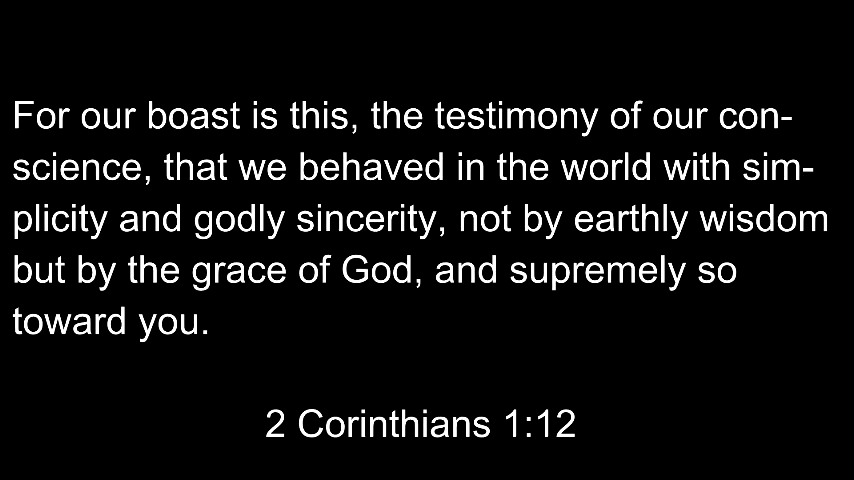 For our boast is this, the testimony of our con-
science, that we behaved in the world with sim-
plicity and godly sincerity, not by earthly wisdom
but by the grace of God, and supremely so
toward you.
2 Corinthians 1:12